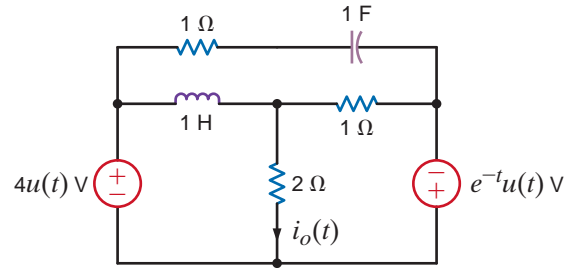 1 Ω
1 F
1 H
1 Ω
4u(t) V
+
−
2 Ω
−
+
e^{−t}u(t) V
i_o(t)